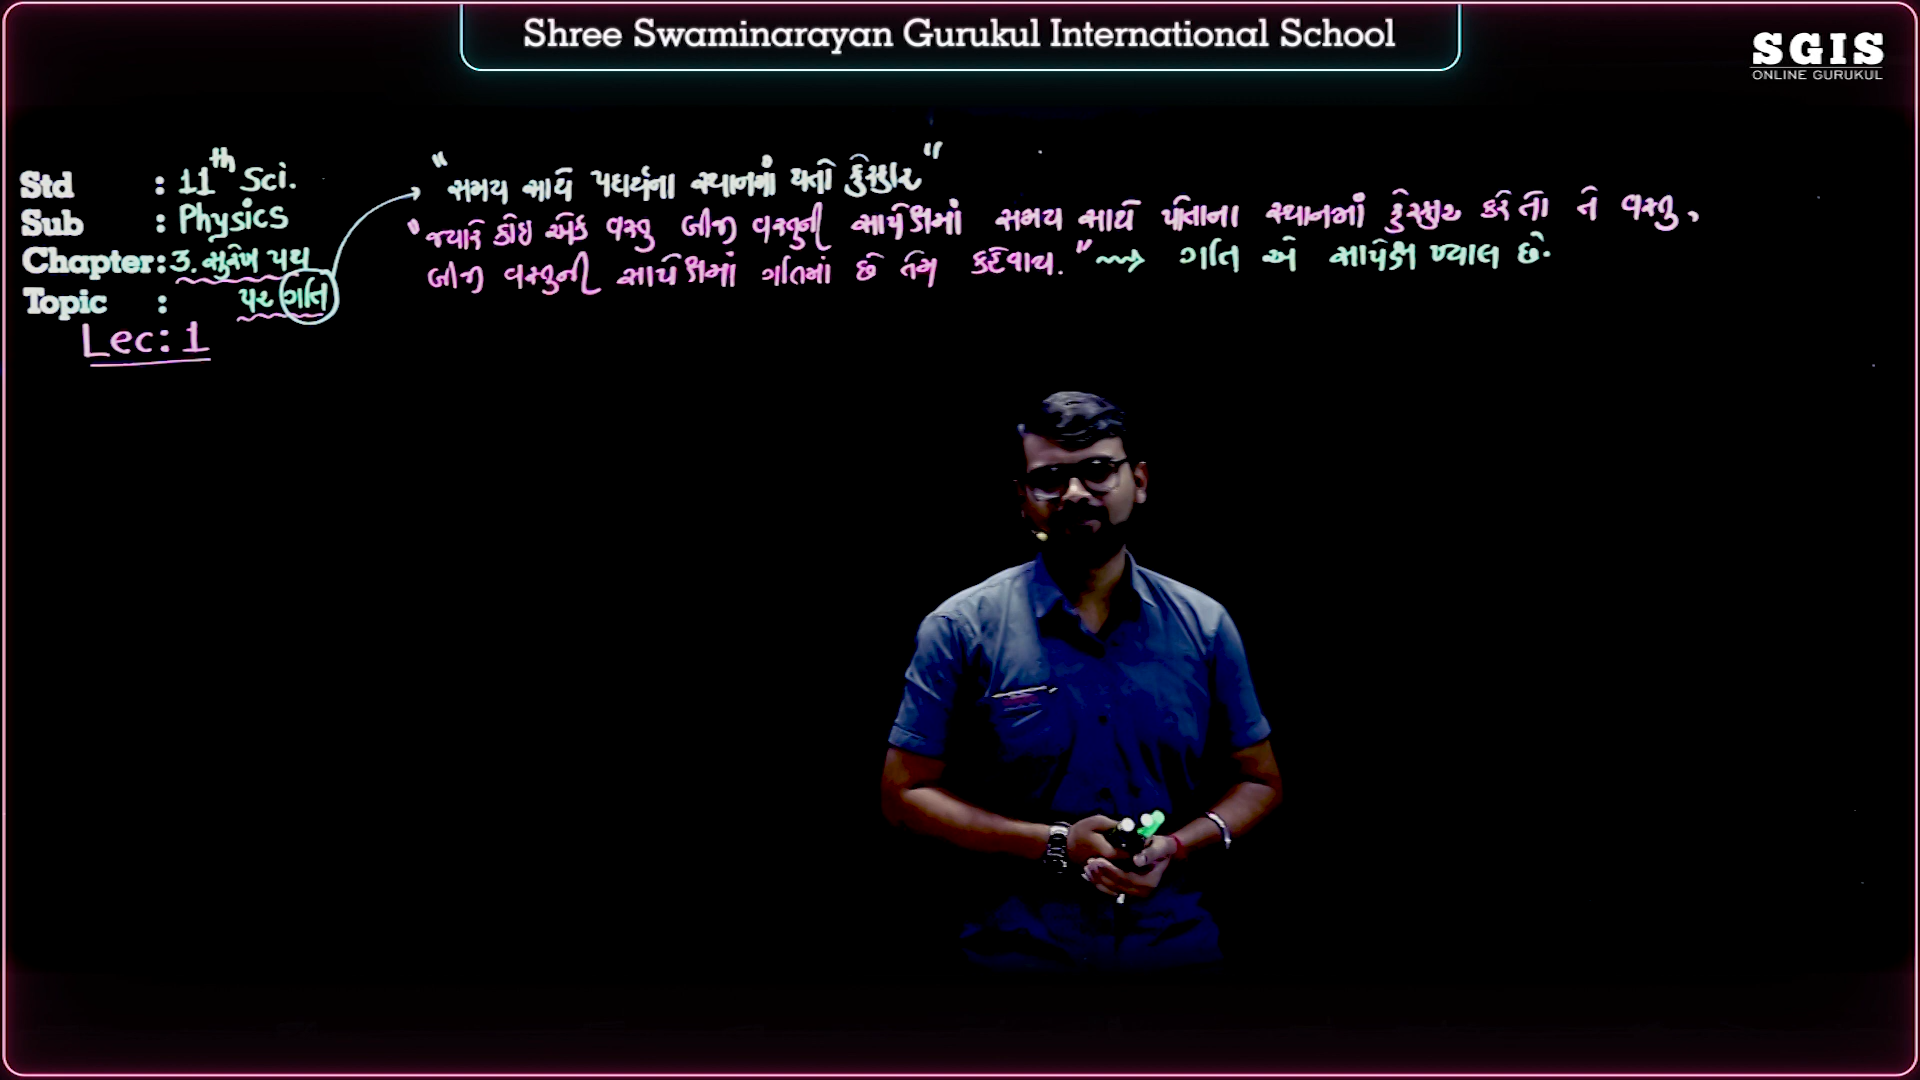 Shree Swaminarayan Gurukul International School
SGIS
ONLINE GURUKUL
Std : 11th Sci.
Sub : Physics
Chapter : 3. સુરેખ પથ
Topic : પર ગતિ
Lec: 1
"સમય સાથે પદાર્થના સ્થાનમાં થતો ફેરફાર"
"જ્યારે કોઇ એક વસ્તુ બીજી વસ્તુની સાપેક્ષમાં સમય સાથે પોતાના સ્થાનમાં ફેરફાર કરે તો તે વસ્તુ,
બીજી વસ્તુની સાપેક્ષમાં ગતિમાં છે તેમ કહેવાય." ⇝ ગતિ એ સાપેક્ષ ખ્યાલ છે.